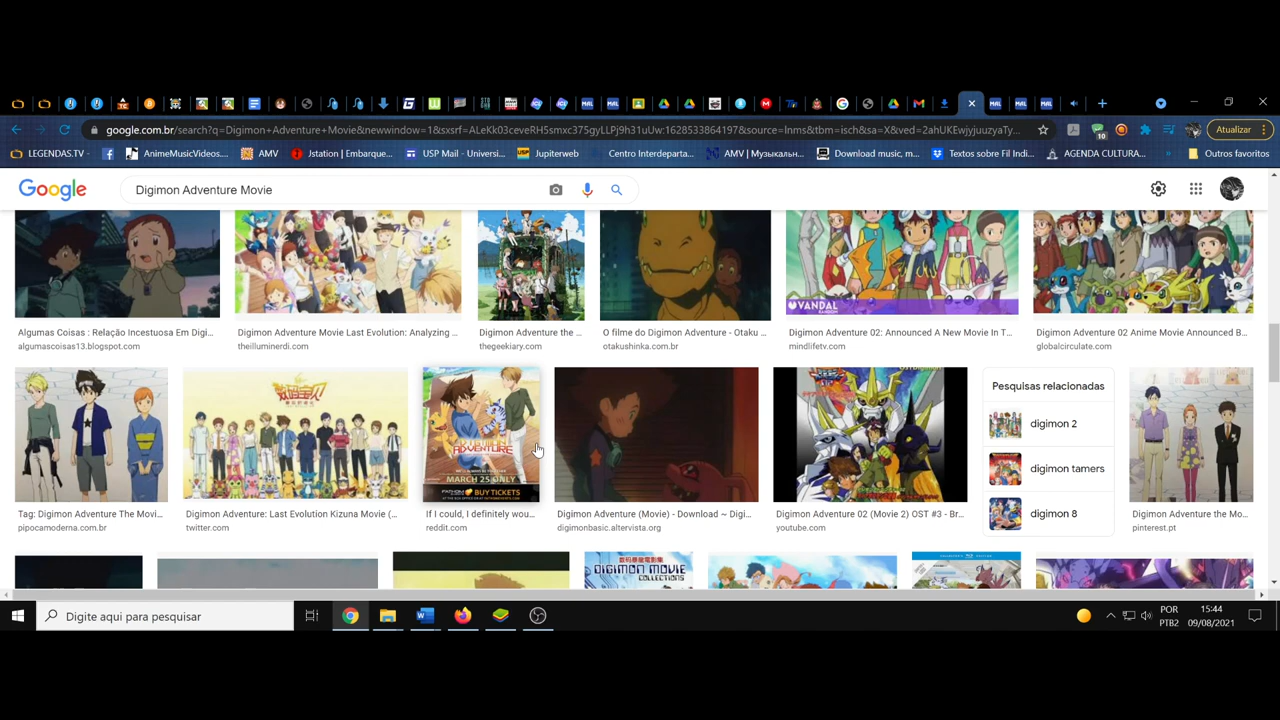 google.com.br/search?q=Digimon+Adventure+Movie&newwindow=1&sxsrf=ALeKk03ceveRH5smxc375gyLLPj9h31uUw:1628533864197&source=lnms&tbm=isch&sa=X&ved=2ahUKEwjyjuuzyaTy...
Atualizar
LEGENDAS.TV -
AnimeMusicVideos....
AMV
Jstation | Embarque...
USP Mail - Universi...
Jupiterweb
Centro Interdeparta...
AMV | Музыкальн...
Download music, m...
Textos sobre Fil Indi...
AGENDA CULTURA...
»
Outros favoritos
Google
Digimon Adventure Movie
VANDAL
RANDOM
Algumas Coisas : Relação Incestuosa Em Digi...
algumascoisas13.blogspot.com
Digimon Adventure Movie Last Evolution: Analyzing ...
theilluminerdi.com
Digimon Adventure the ...
thegeekiary.com
O filme do Digimon Adventure - Otaku ...
otakushinka.com.br
Digimon Adventure 02: Announced A New Movie In T...
mindlifetv.com
Digimon Adventure 02 Anime Movie Announced B...
globalcirculate.com
数码宝贝
ADVENTURE
MARCH 25 ONLY
BUY TICKETS
Pesquisas relacionadas
digimon 2
digimon tamers
digimon 8
Tag: Digimon Adventure The Movi...
pipocamoderna.com.br
Digimon Adventure: Last Evolution Kizuna Movie (...
twitter.com
If I could, I definitely wou...
reddit.com
Digimon Adventure (Movie) - Download ~ Digi...
digimonbasic.altervista.org
Digimon Adventure 02 (Movie 2) OST #3 - Br...
youtube.com
Digimon Adventure the Mo...
pinterest.pt
DIGIMON MOVIE
COLLECTIONS
Digite aqui para pesquisar
POR
PTB2
15:44
09/08/2021